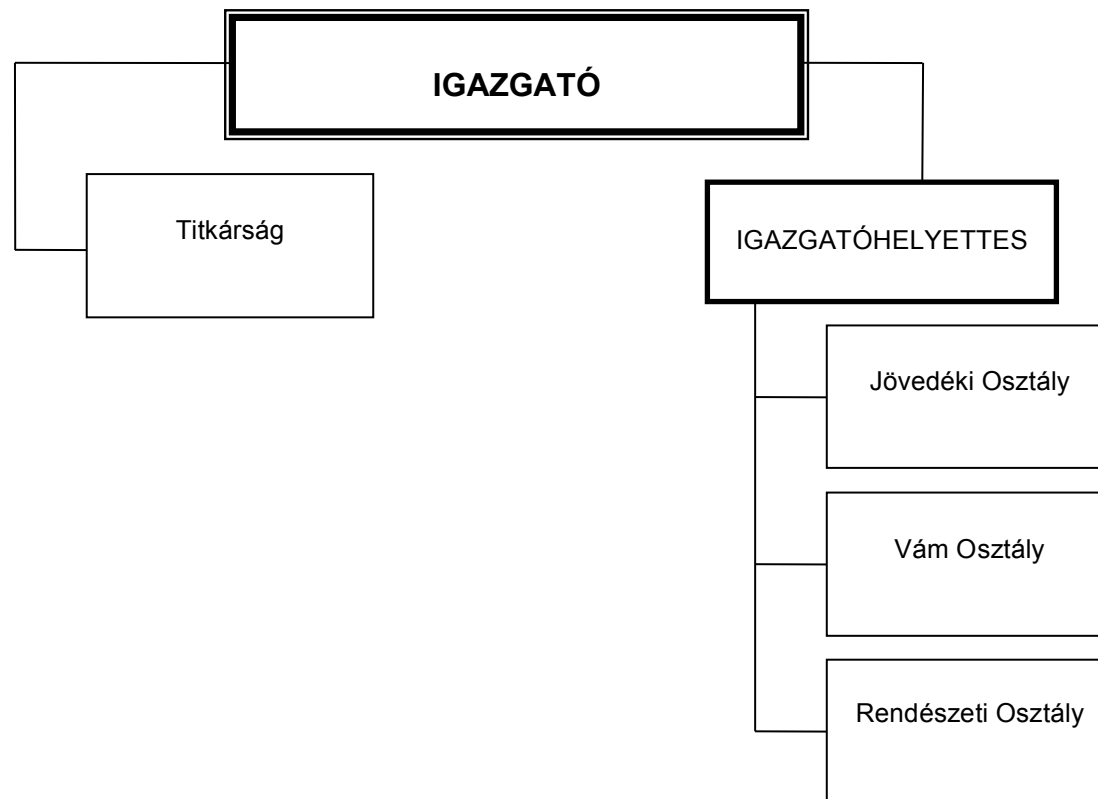 IGAZGATÓ
Titkárság
IGAZGATÓHELYETTES
Jövedéki Osztály
Vám Osztály
Rendészeti Osztály